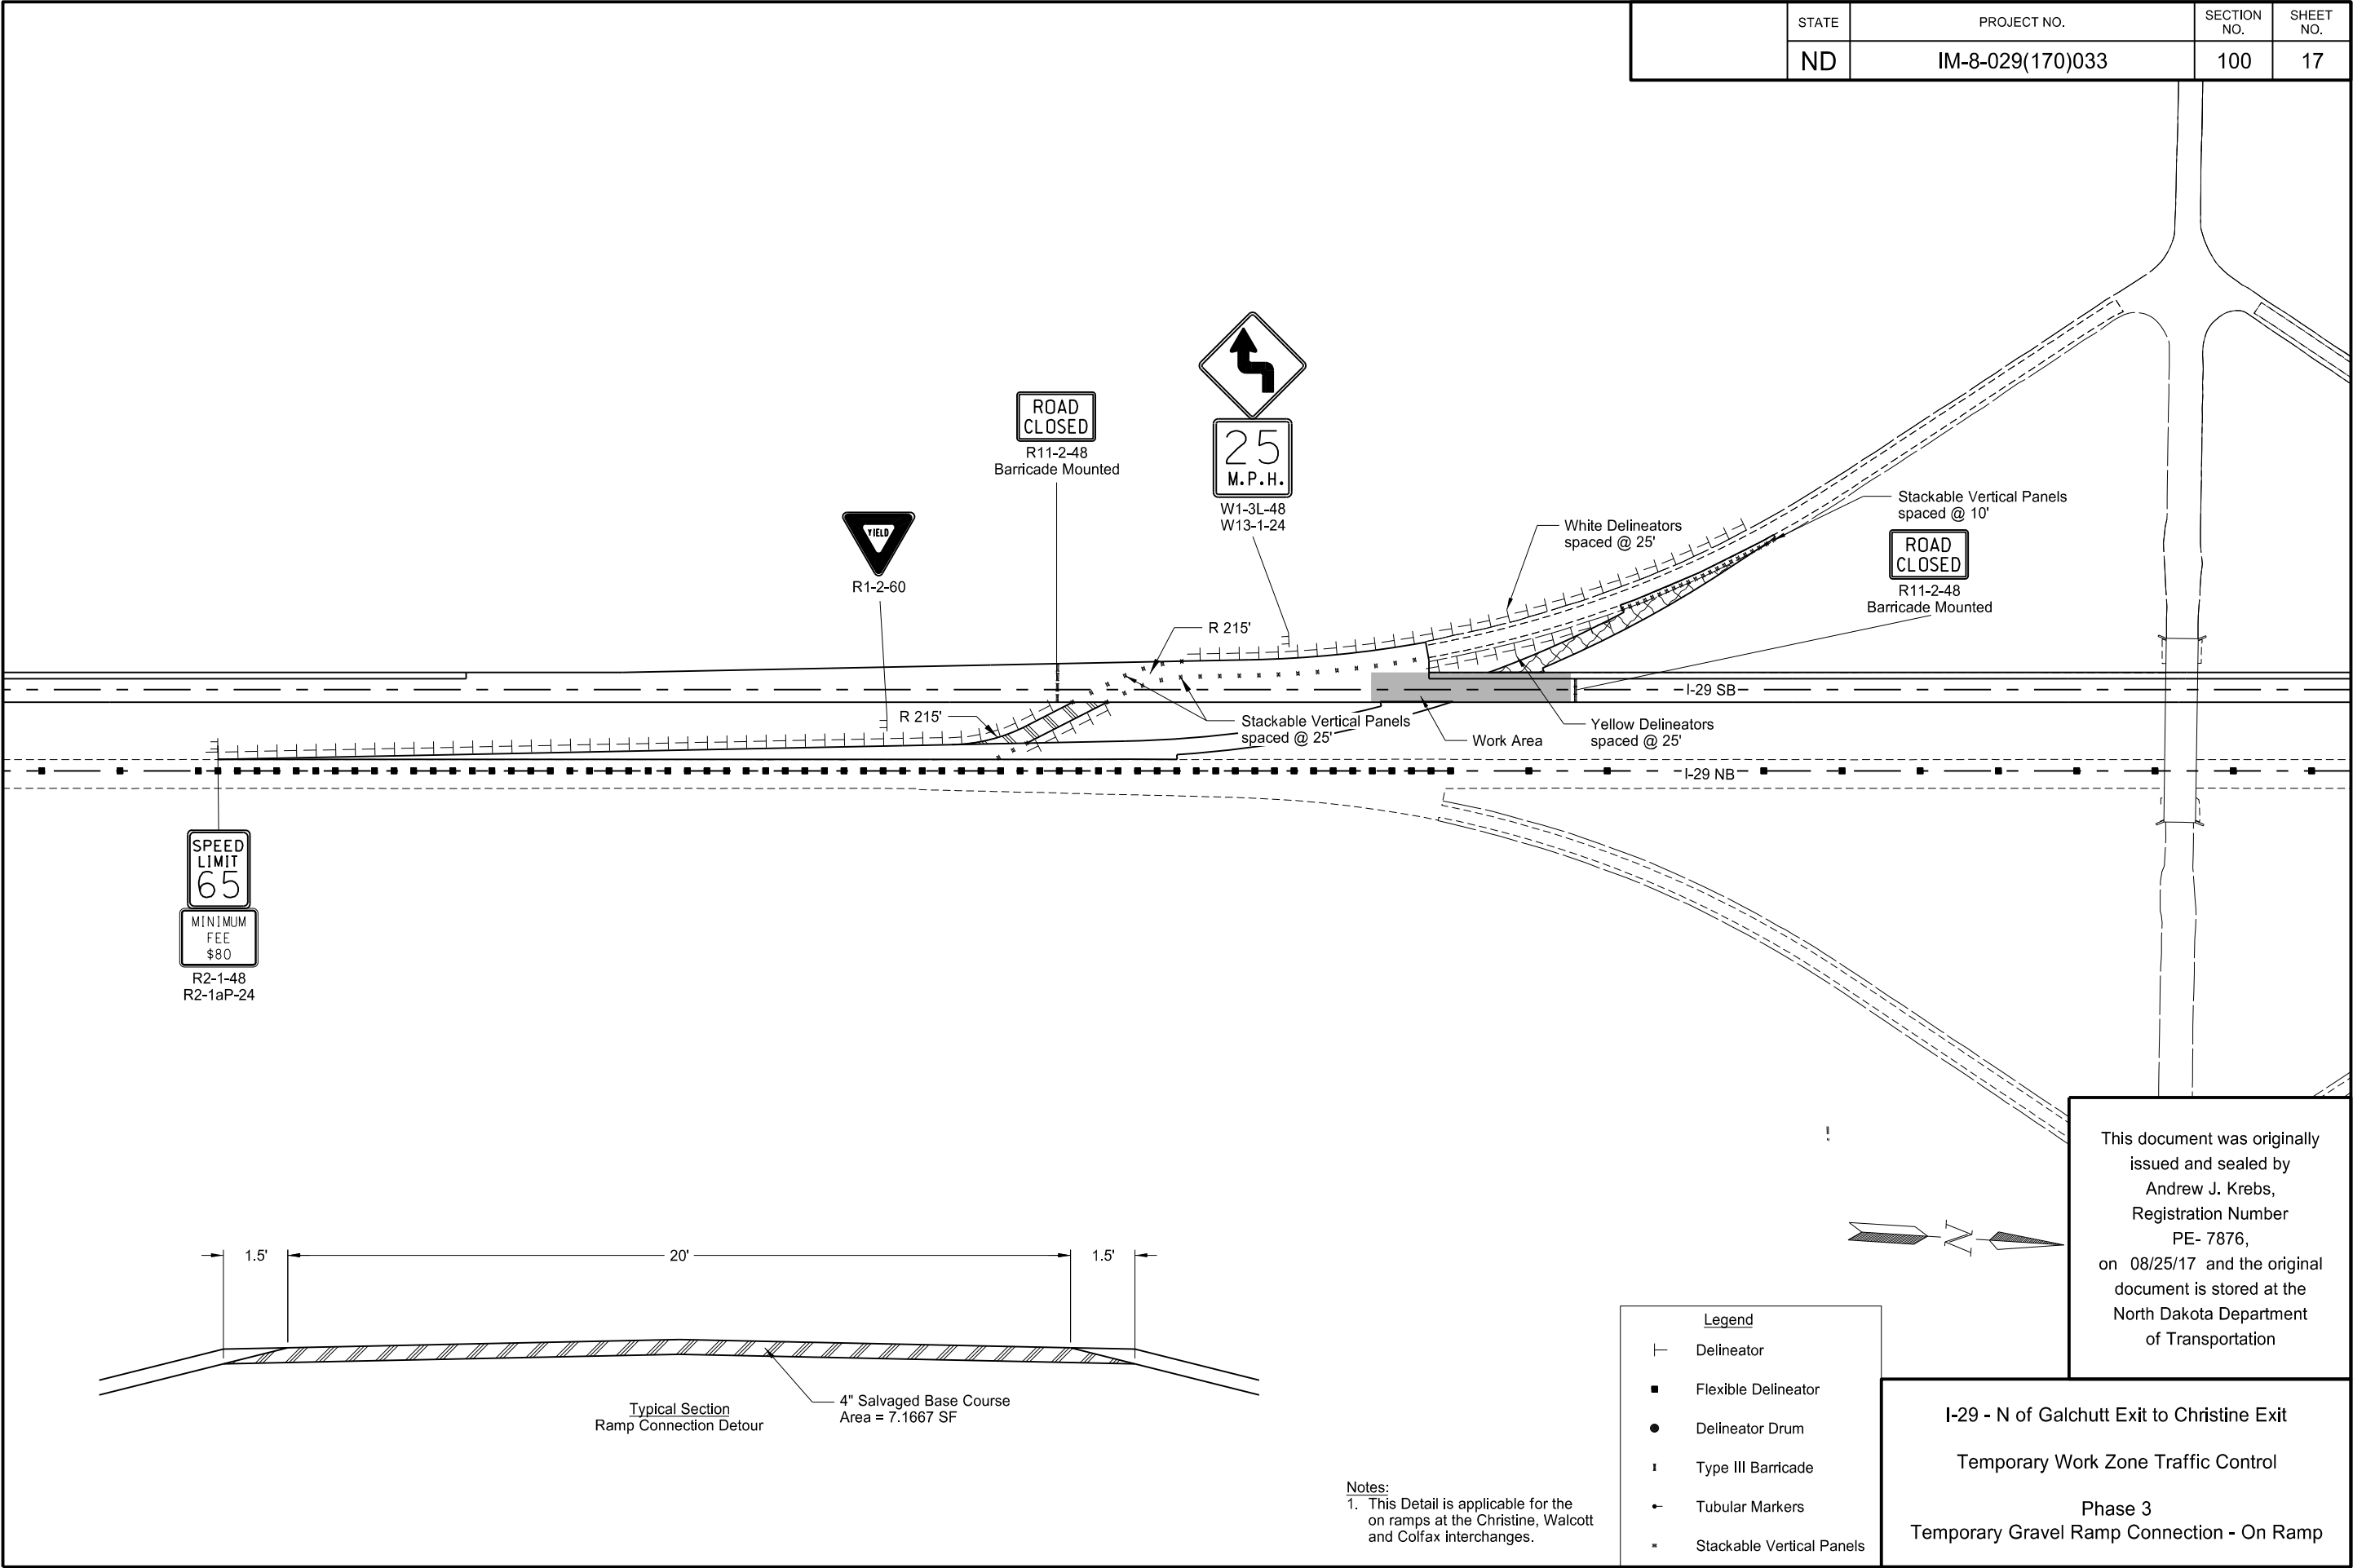 STATE
PROJECT NO.
SECTION
NO.
SHEET
NO.
ND
IM-8-029(170)033
100
17
ROAD
CLOSED
R11-2-48
Barricade Mounted
25
M.P.H.
W1-3L-48
W13-1-24
YIELD
R1-2-60
White Delineators
spaced @ 25'
Stackable Vertical Panels
spaced @ 10'
ROAD
CLOSED
R11-2-48
Barricade Mounted
R 215'
R 215'
Stackable Vertical Panels
spaced @ 25'
Work Area
Yellow Delineators
spaced @ 25'
I-29 SB
I-29 NB
SPEED
LIMIT
65
MINIMUM
FEE
$80
R2-1-48
R2-1aP-24
This document was originally
issued and sealed by
Andrew J. Krebs,
Registration Number
PE- 7876,
on 08/25/17 and the original
document is stored at the
North Dakota Department
of Transportation
N
1.5'
20'
1.5'
4" Salvaged Base Course
Area = 7.1667 SF
Typical Section
Ramp Connection Detour
Notes:
1. This Detail is applicable for the
on ramps at the Christine, Walcott
and Colfax interchanges.
Legend
Delineator
Flexible Delineator
Delineator Drum
Type III Barricade
Tubular Markers
Stackable Vertical Panels
I-29 - N of Galchutt Exit to Christine Exit
Temporary Work Zone Traffic Control
Phase 3
Temporary Gravel Ramp Connection - On Ramp